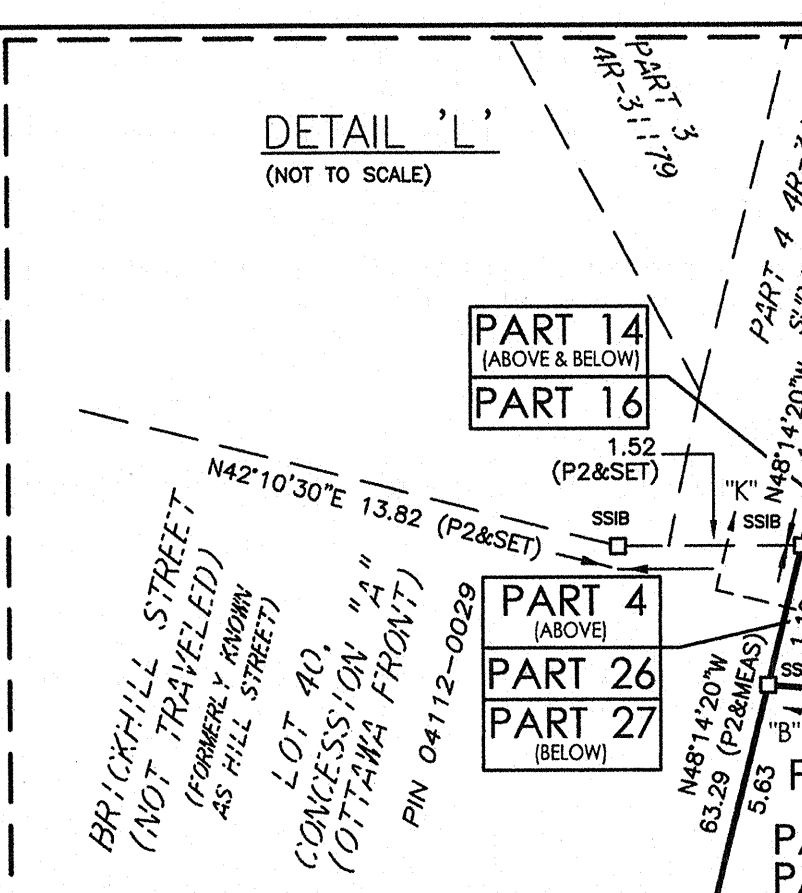 DETAIL 'L'
(NOT TO SCALE)
PART 3
4R-31179
PART 4 4R-
PART 14
(ABOVE & BELOW)
PART 16
1.52
(P2&SET)
N48°14'20"W
"K"
SSIB
SSIB
N42°10'30"E 13.82 (P2&SET)
BRICKHILL STREET
(NOT TRAVELED)
(FORMERLY KNOWN
AS HILL STREET)
LOT 40,
CONCESSION "A"
(OTTAWA FRONT)
PIN 04112-0029
PART 4
(ABOVE)
PART 26
PART 27
(BELOW)
N48°14'20"W
63.29 (P2&MEAS)
5.63
"B"